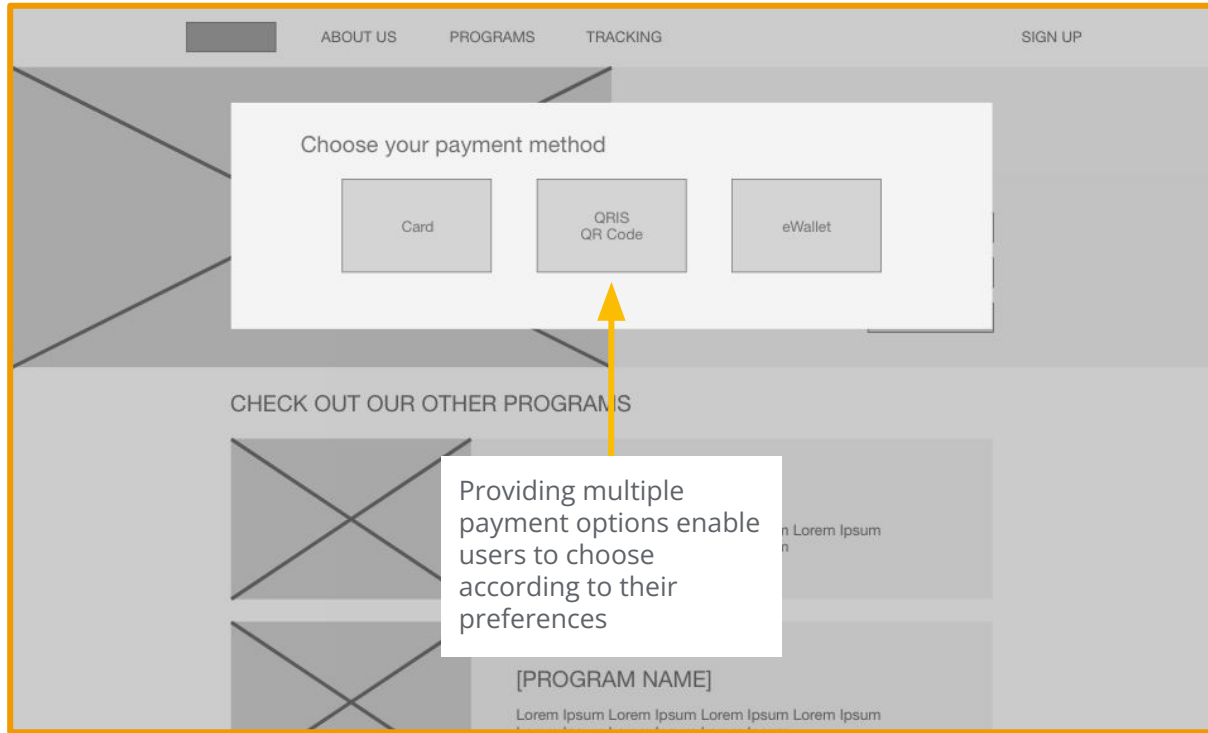 ABOUT US PROGRAMS TRACKING SIGN UP
Choose your payment method
Card
QRIS
QR Code
eWallet
CHECK OUT OUR OTHER PROGRAMS
Lorem Ipsum
Providing multiple
payment options enable
users to choose
according to their
preferences
[PROGRAM NAME]
Lorem Ipsum Lorem Ipsum Lorem Ipsum Lorem Ipsum